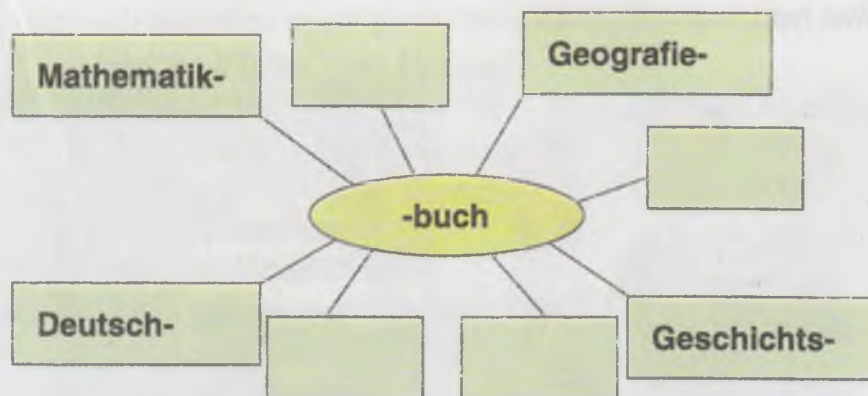 Mathematik-
Geografie-
-buch
Deutsch-
Geschichts-